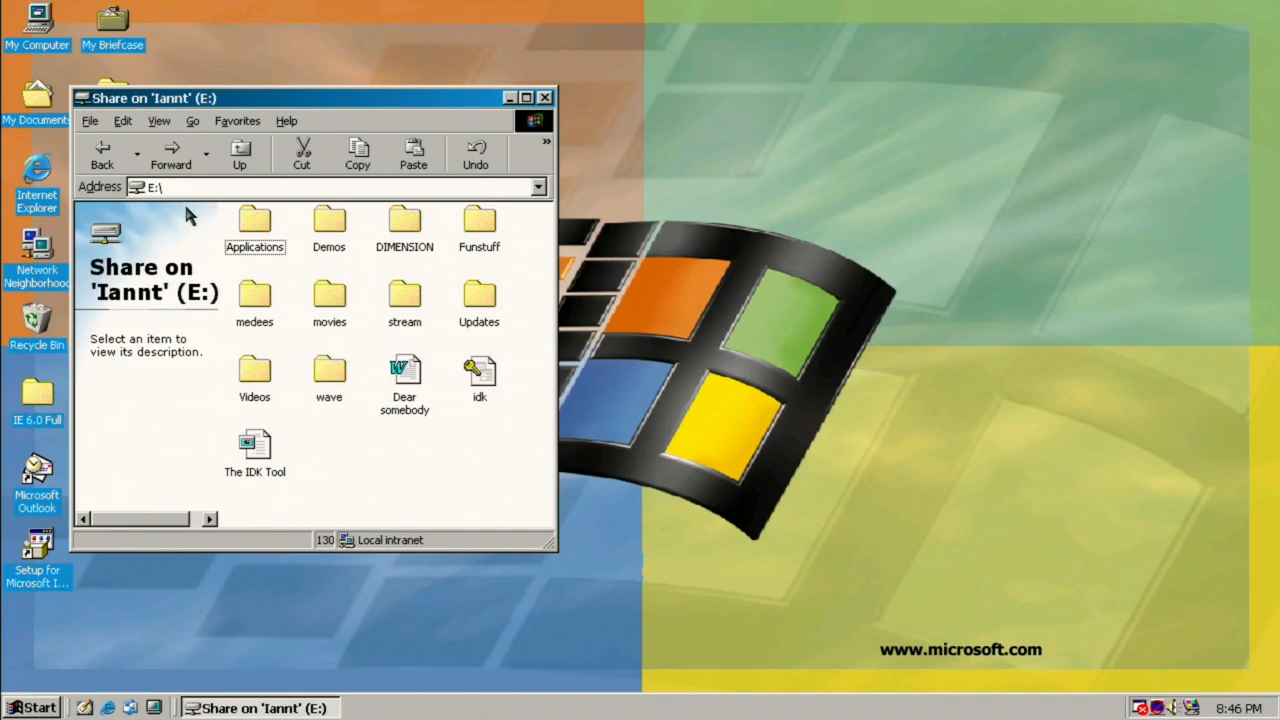 My Computer
My Briefcase
My Documents
Internet
Explorer
Network
Neighborhood
Recycle Bin
IE 6.0 Full
Microsoft
Outlook
Setup for
Microsoft I...
Share on 'Iannt' (E:)
File Edit View Go Favorites Help
Back Forward Up Cut Copy Paste Undo »
Address E:\
Share on
'Iannt' (E:)
Select an item to
view its description.
Applications Demos DIMENSION Funstuff
medees movies stream Updates
Videos wave Dear
somebody idk
The IDK Tool
130 Local intranet
www.microsoft.com
Start Share on 'Iannt' (E:) 8:46 PM